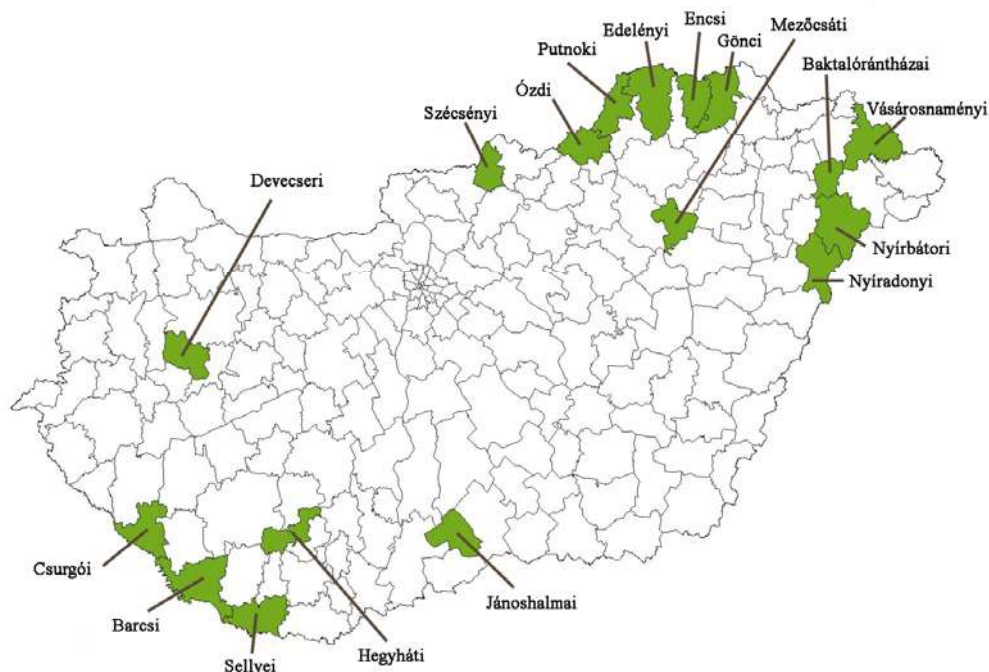 Encsi
Mezőcsáti
Edelényi
Gönci
Putnoki
Baktalórántházai
Ózdi
Vásárosnaményi
Szécsényi
Devecseri
Nyírbátori
Nyíradonyi
Csurgói
Jánoshalmai
Barcsi
Hegyháti
Sellyei